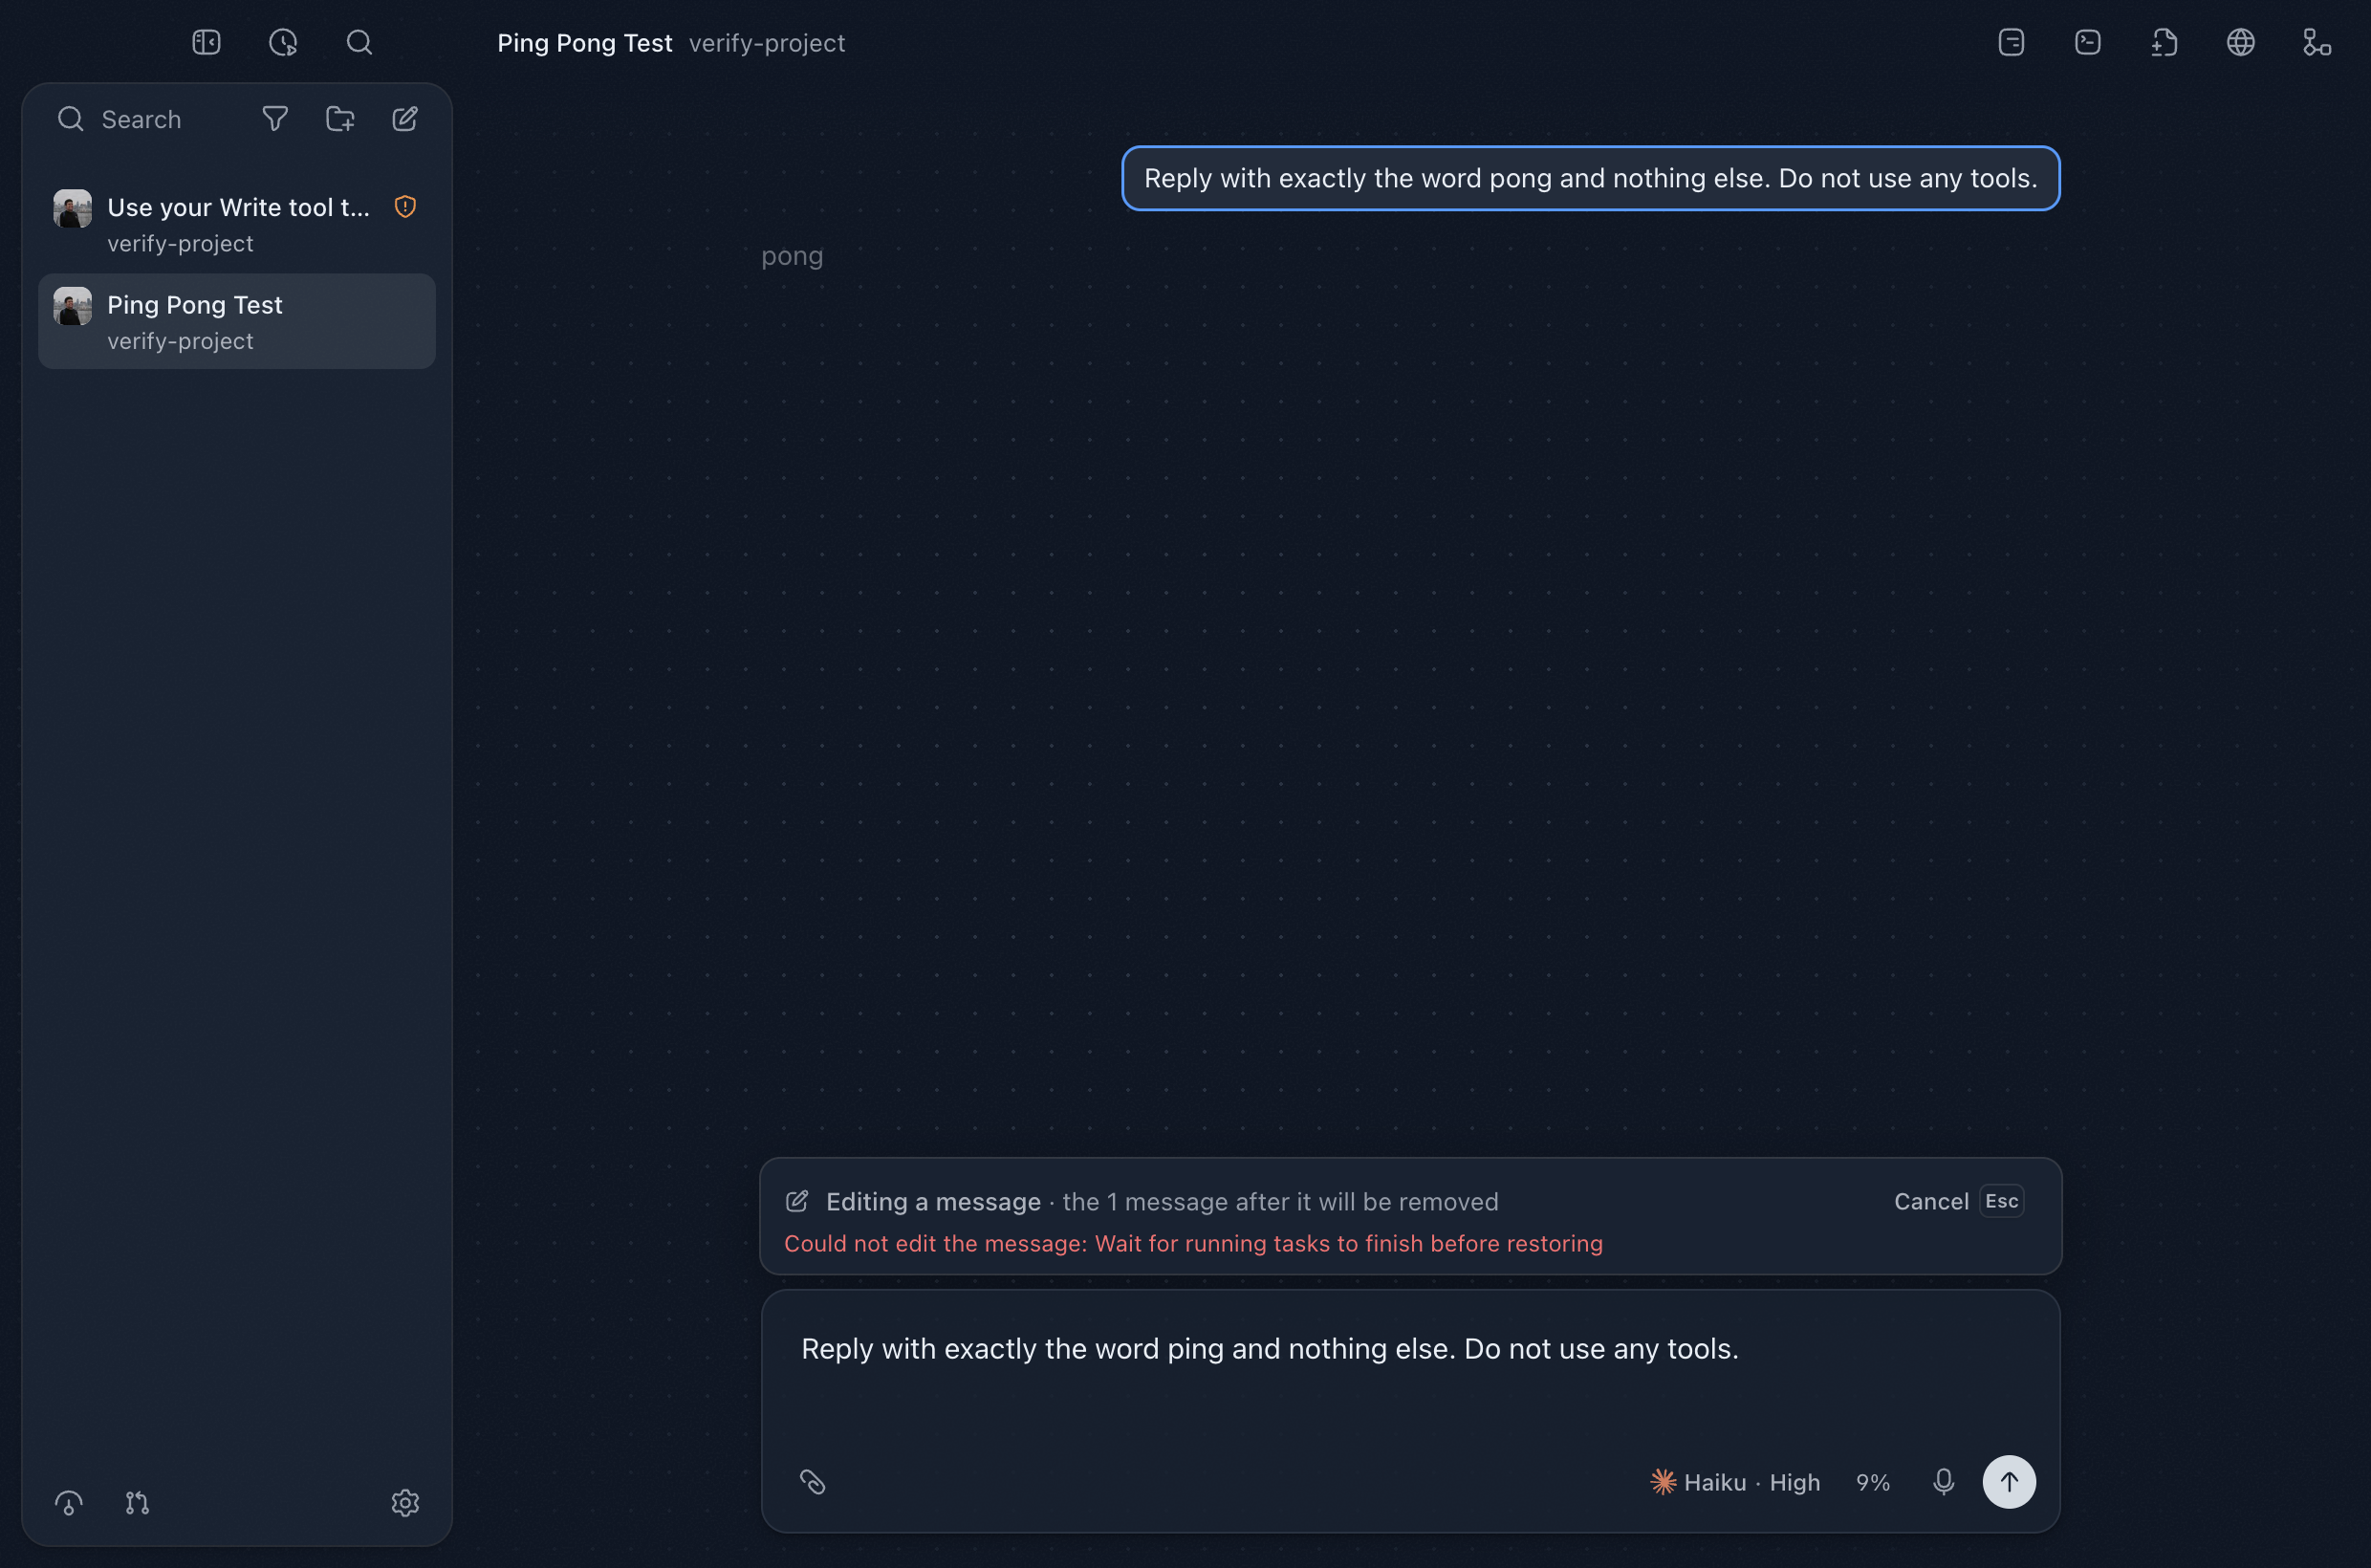 Ping Pong Test verify-project
Search
Use your Write tool t...
verify-project
Ping Pong Test
verify-project
Reply with exactly the word pong and nothing else. Do not use any tools.
pong
Editing a message · the 1 message after it will be removed
Cancel Esc
Could not edit the message: Wait for running tasks to finish before restoring
Reply with exactly the word ping and nothing else. Do not use any tools.
Haiku · High 9%